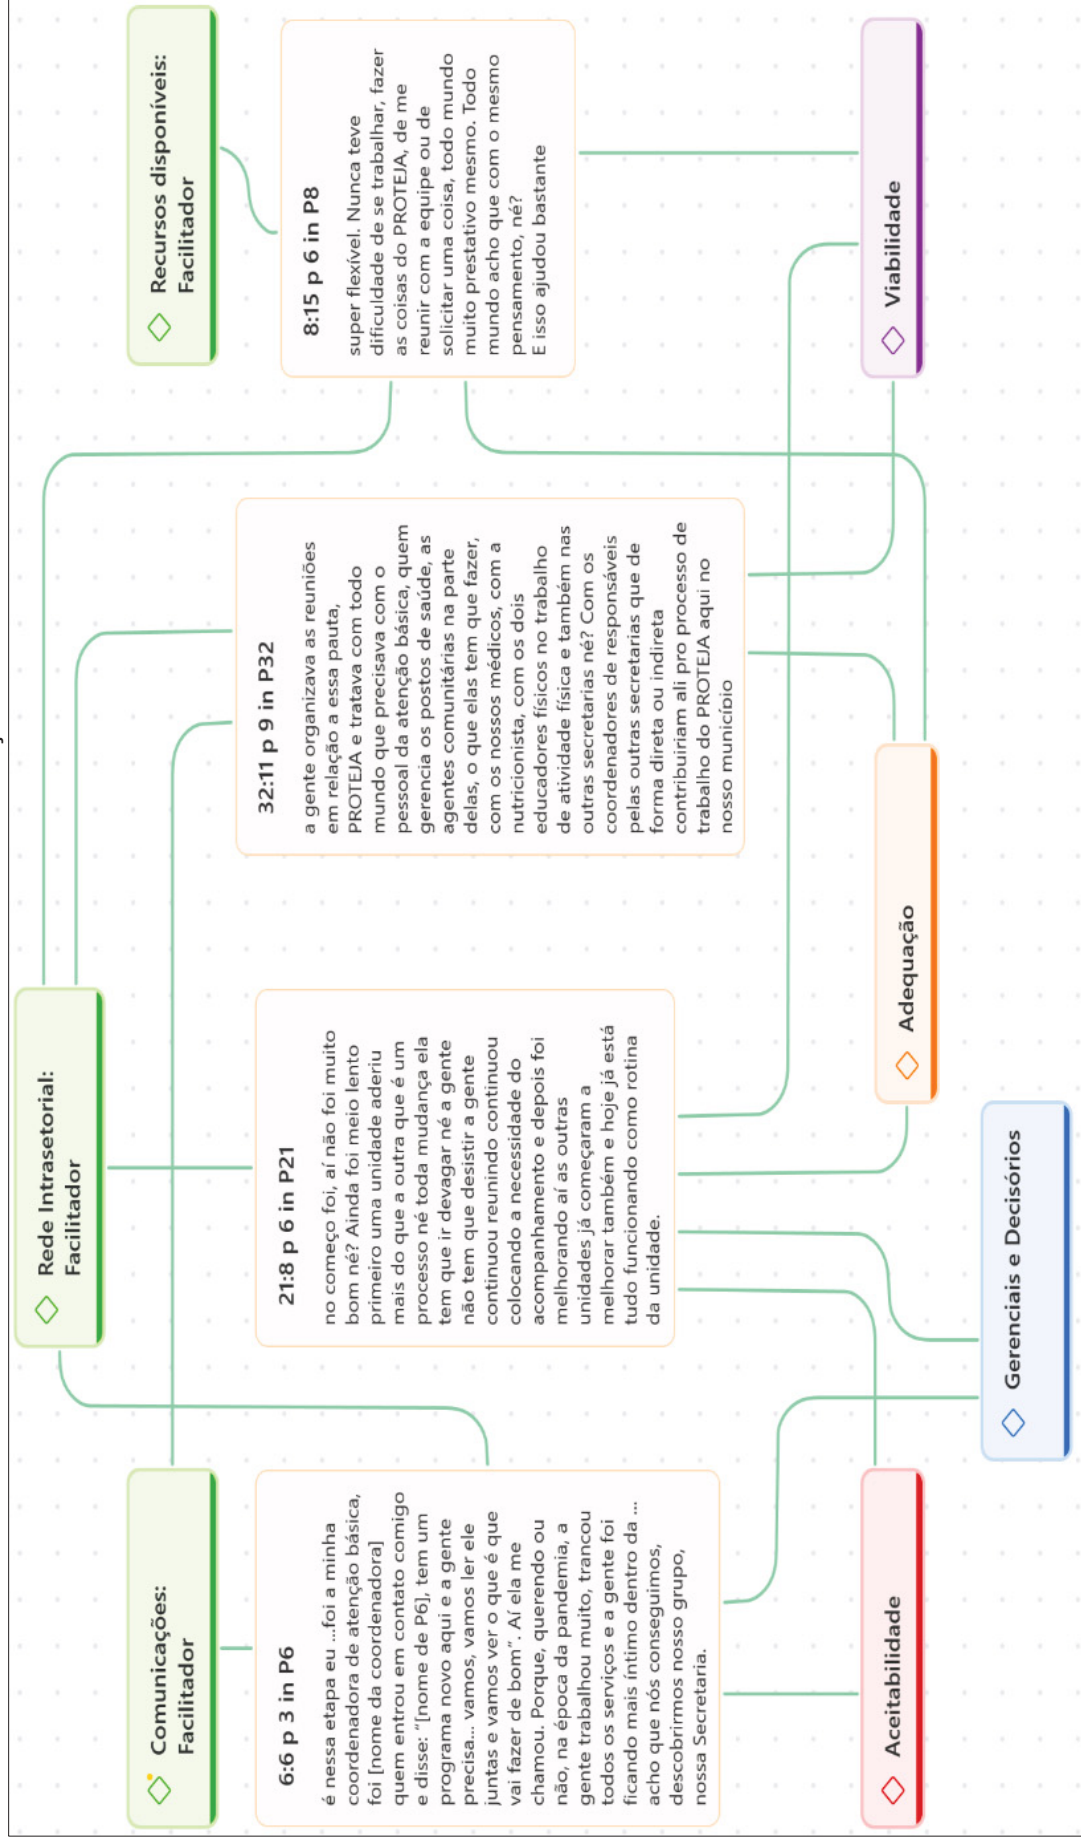 Comunicações:
Facilitador
Rede Intrasetorial:
Facilitador
Recursos disponíveis:
Facilitador
6:6 p 3 in P6
é nessa etapa eu ...foi a minha
coordenadora de atenção básica,
foi [nome da coordenadora]
quem entrou em contato comigo
e disse: “[nome de P6], tem um
programa novo aqui e a gente
precisa... vamos, vamos ler ele
juntas e vamos ver o que é que
vai fazer de bom”. Aí ela me
chamou. Porque, querendo ou
não, na época da pandemia, a
gente trabalhou muito, trancou
todos os serviços e a gente foi
ficando mais íntimo dentro da ...
acho que nós conseguimos,
descobrirmos nosso grupo,
nossa Secretaria.
21:8 p 6 in P21
no começo foi, aí não foi muito
bom né? Ainda foi meio lento
primeiro uma unidade aderiu
mais do que a outra que é um
processo né toda mudança ela
tem que ir devagar né a gente
não tem que desistir a gente
continuou reunindo continuou
colocando a necessidade do
acompanhamento e depois foi
melhorando aí as outras
unidades já começaram a
melhorar também e hoje já está
tudo funcionando como rotina
da unidade.
32:11 p 9 in P32
a gente organizava as reuniões
em relação a essa pauta,
PROTEJA e tratava com todo
mundo que precisava com o
pessoal da atenção básica, quem
gerencia os postos de saúde, as
agentes comunitárias na parte
delas, o que elas tem que fazer,
com os nossos médicos, com a
nutricionista, com os dois
educadores físicos no trabalho
de atividade física e também nas
outras secretarias né? Com os
coordenadores de responsáveis
pelas outras secretarias que de
forma direta ou indireta
contribuiriam ali pro processo de
trabalho do PROTEJA aqui no
nosso município
8:15 p 6 in P8
super flexível. Nunca teve
dificuldade de se trabalhar, fazer
as coisas do PROTEJA, de me
reunir com a equipe ou de
solicitar uma coisa, todo mundo
muito prestativo mesmo. Todo
mundo acho que com o mesmo
pensamento, né?
E isso ajudou bastante
Aceitabilidade
Gerenciais e Decisórios
Adequação
Viabilidade